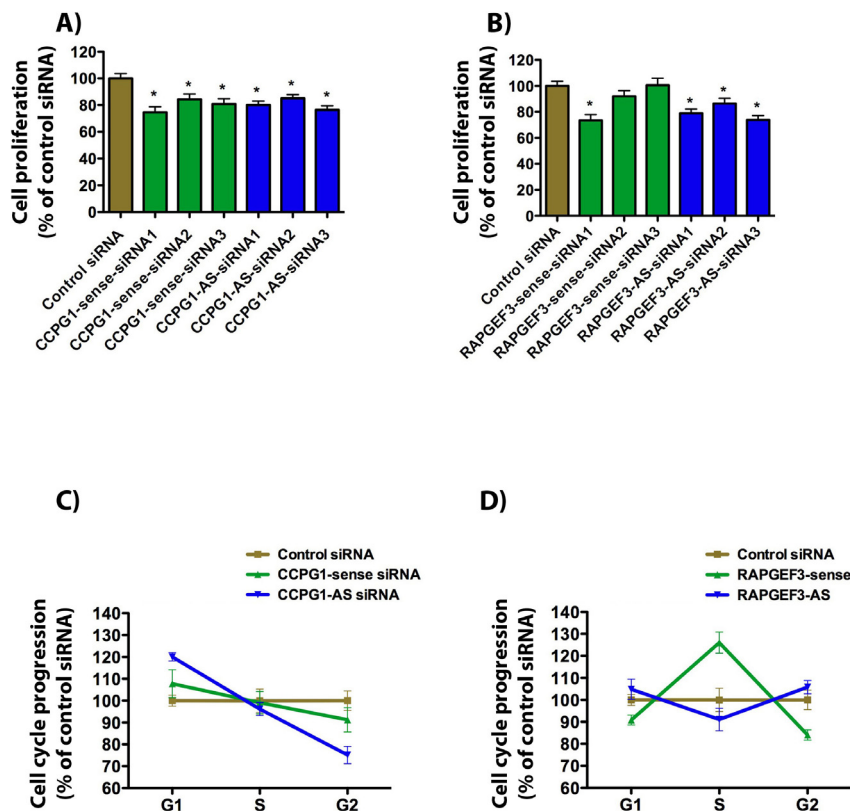 A)
Cell proliferation
(% of control siRNA)
120
100
80
60
40
20
0
* * * * * *
Control siRNA
CCPG1-sense-siRNA1
CCPG1-sense-siRNA2
CCPG1-sense-siRNA3
CCPG1-AS-siRNA1
CCPG1-AS-siRNA2
CCPG1-AS-siRNA3
B)
Cell proliferation
(% of control siRNA)
120
100
80
60
40
20
0
* * * *
Control siRNA
RAPGEF3-sense-siRNA1
RAPGEF3-sense-siRNA2
RAPGEF3-sense-siRNA3
RAPGEF3-AS-siRNA1
RAPGEF3-AS-siRNA2
RAPGEF3-AS-siRNA3
C)
Control siRNA
CCPG1-sense siRNA
CCPG1-AS siRNA
Cell cycle progression
(% of control siRNA)
140
130
120
110
100
90
80
70
60
G1 S G2
D)
Control siRNA
RAPGEF3-sense
RAPGEF3-AS
Cell cycle progression
(% of control siRNA)
140
130
120
110
100
90
80
70
60
G1 S G2